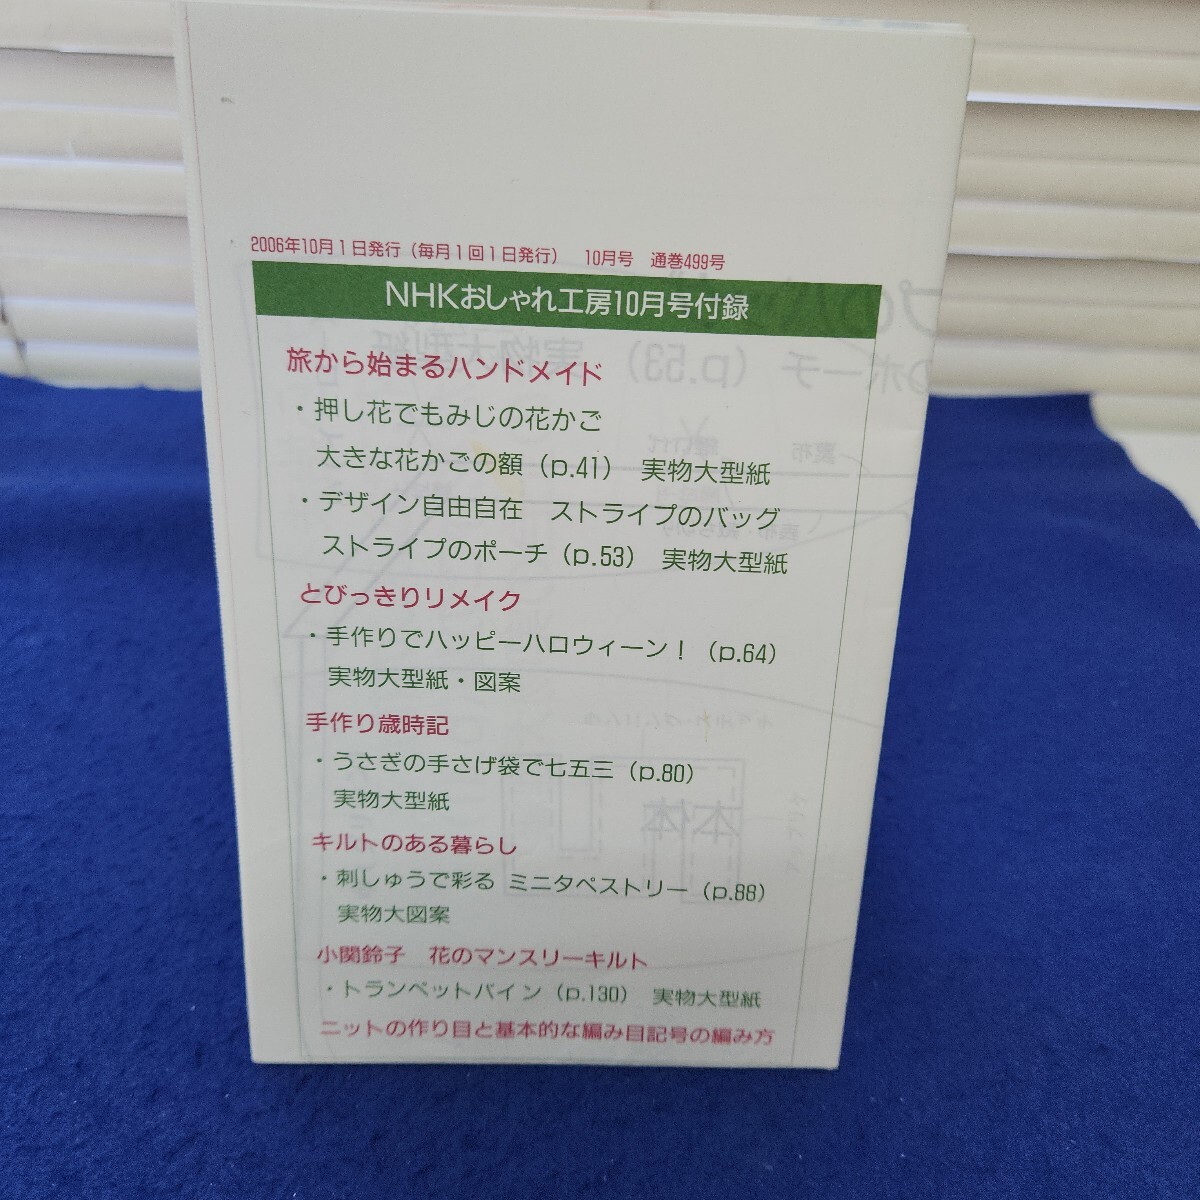 2006年10月1日発行（毎月1回1日発行） 10月号 通巻499号
NHKおしゃれ工房10月号付録
旅から始まるハンドメイド
・押し花でもみじの花かご
大きな花かごの額（p.41） 実物大型紙
・デザイン自由自在 ストライプのバッグ
ストライプのポーチ（p.53） 実物大型紙
とびっきりリメイク
・手作りでハッピーハロウィーン！（p.64）
実物大型紙・図案
手作り歳時記
・うさぎの手さげ袋で七五三（p.80）
実物大型紙
キルトのある暮らし
・刺しゅうで彩る ミニタペストリー（p.88）
実物大図案
小関鈴子 花のマンスリーキルト
・トランペットバイン（p.130） 実物大型紙
ニットの作り目と基本的な編み目記号の編み方